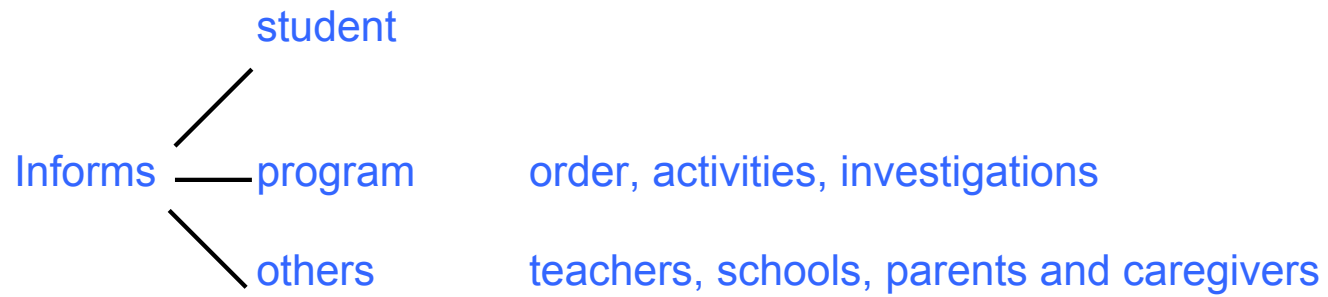 student
Informs program order, activities, investigations
others teachers, schools, parents and caregivers